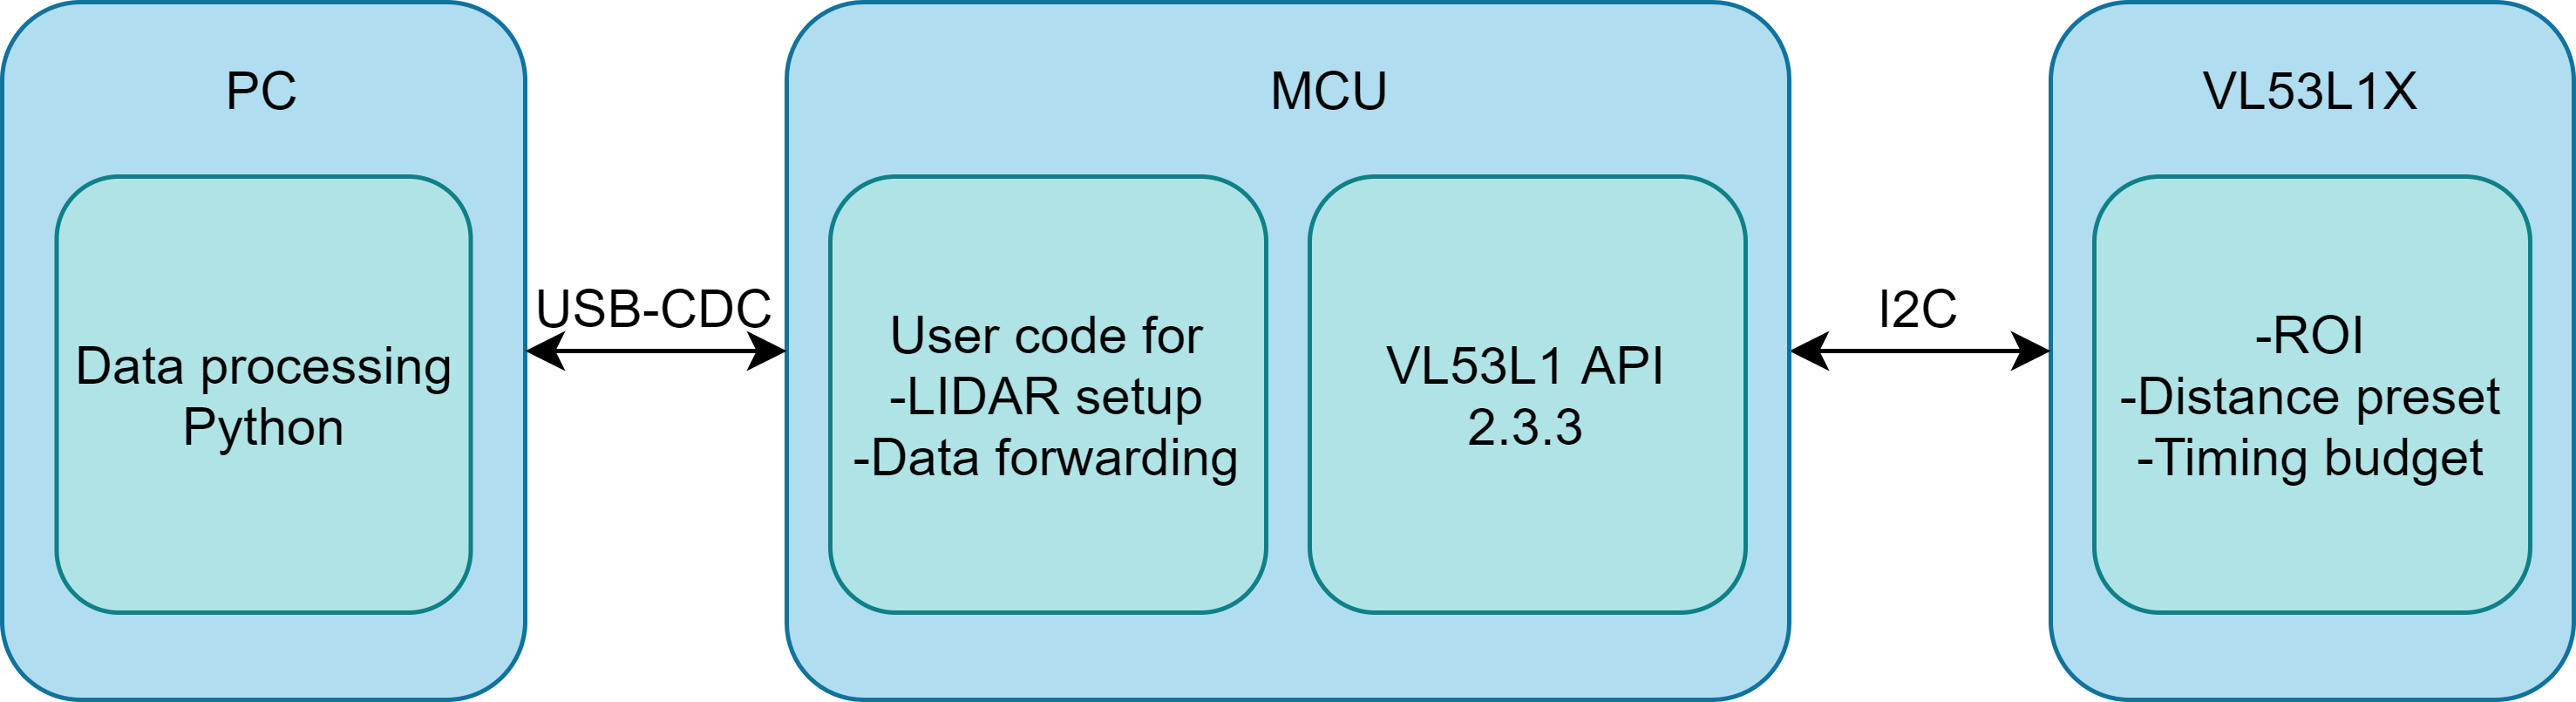 PC
Data processing
Python
USB-CDC
MCU
User code for
-LIDAR setup
-Data forwarding
VL53L1 API
2.3.3
I2C
VL53L1X
-ROI
-Distance preset
-Timing budget